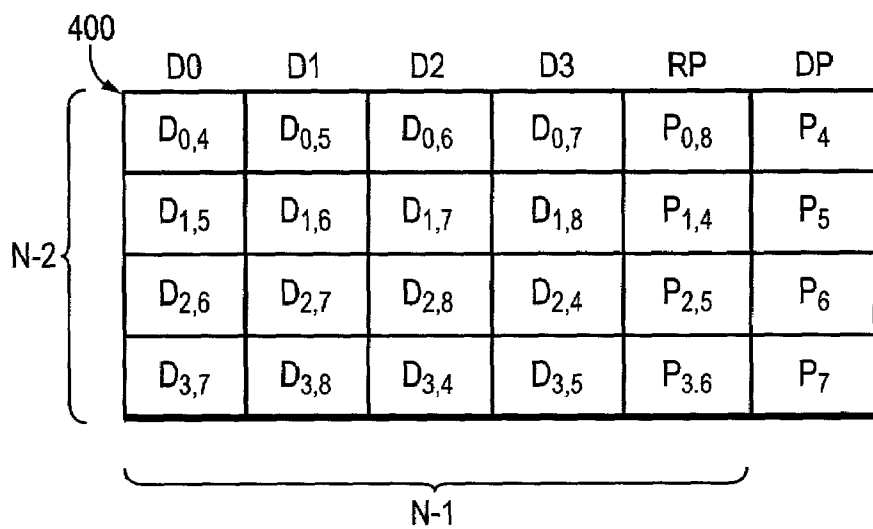 400
D0 D1 D2 D3 RP DP
D0,4 D0,5 D0,6 D0,7 P0,8 P4
D1,5 D1,6 D1,7 D1,8 P1,4 P5
N-2
D2,6 D2,7 D2,8 D2,4 P2,5 P6
D3,7 D3,8 D3,4 D3,5 P3.6 P7
N-1